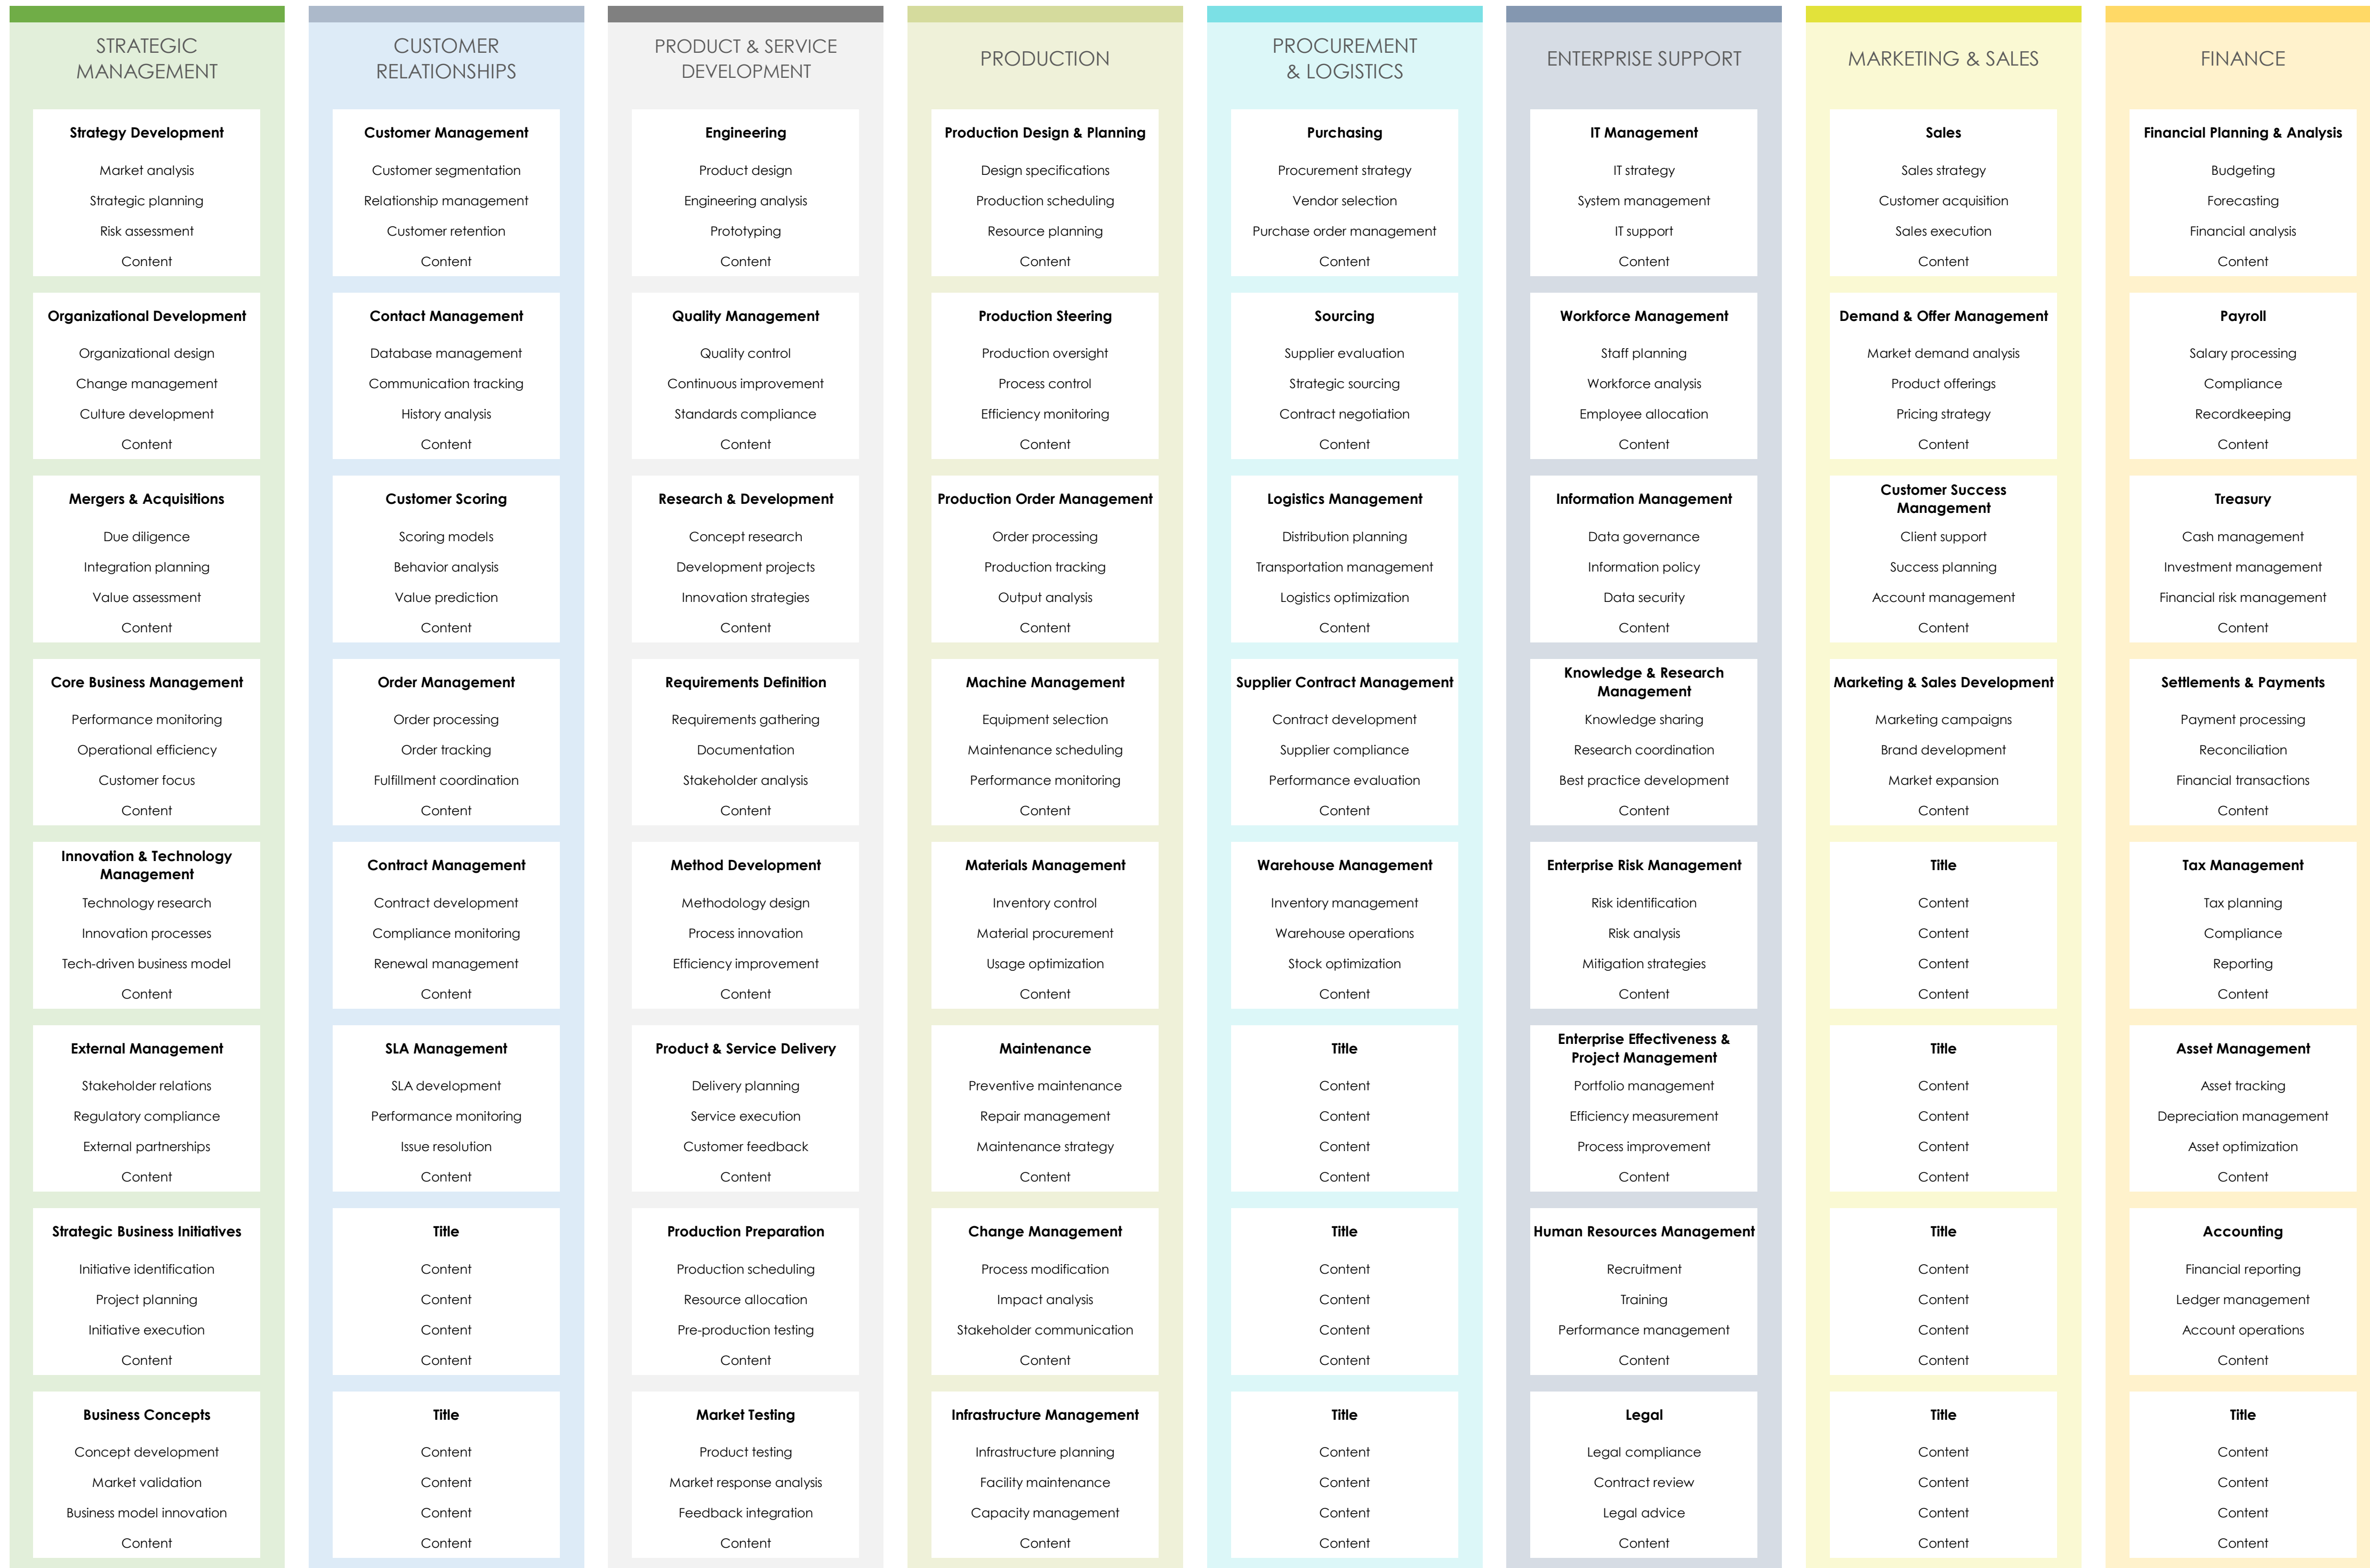 STRATEGIC
MANAGEMENT
Strategy Development
Market analysis
Strategic planning
Risk assessment
Content
Organizational Development
Organizational design
Change management
Culture development
Content
Mergers & Acquisitions
Due diligence
Integration planning
Value assessment
Content
Core Business Management
Performance monitoring
Operational efficiency
Customer focus
Content
Innovation & Technology
Management
Technology research
Innovation processes
Tech-driven business model
Content
External Management
Stakeholder relations
Regulatory compliance
External partnerships
Content
Strategic Business Initiatives
Initiative identification
Project planning
Initiative execution
Content
Business Concepts
Concept development
Market validation
Business model innovation
Content
CUSTOMER
RELATIONSHIPS
Customer Management
Customer segmentation
Relationship management
Customer retention
Content
Contact Management
Database management
Communication tracking
History analysis
Content
Customer Scoring
Scoring models
Behavior analysis
Value prediction
Content
Order Management
Order processing
Order tracking
Fulfillment coordination
Content
Contract Management
Contract development
Compliance monitoring
Renewal management
Content
SLA Management
SLA development
Performance monitoring
Issue resolution
Content
Title
Content
Content
Content
Content
Title
Content
Content
Content
Content
PRODUCT & SERVICE
DEVELOPMENT
Engineering
Product design
Engineering analysis
Prototyping
Content
Quality Management
Quality control
Continuous improvement
Standards compliance
Content
Research & Development
Concept research
Development projects
Innovation strategies
Content
Requirements Definition
Requirements gathering
Documentation
Stakeholder analysis
Content
Method Development
Methodology design
Process innovation
Efficiency improvement
Content
Product & Service Delivery
Delivery planning
Service execution
Customer feedback
Content
Production Preparation
Production scheduling
Resource allocation
Pre-production testing
Content
Market Testing
Product testing
Market response analysis
Feedback integration
Content
PRODUCTION
Production Design & Planning
Design specifications
Production scheduling
Resource planning
Content
Production Steering
Production oversight
Process control
Efficiency monitoring
Content
Production Order Management
Order processing
Production tracking
Output analysis
Content
Machine Management
Equipment selection
Maintenance scheduling
Performance monitoring
Content
Materials Management
Inventory control
Material procurement
Usage optimization
Content
Maintenance
Preventive maintenance
Repair management
Maintenance strategy
Content
Change Management
Process modification
Impact analysis
Stakeholder communication
Content
Infrastructure Management
Infrastructure planning
Facility maintenance
Capacity management
Content
PROCUREMENT
& LOGISTICS
Purchasing
Procurement strategy
Vendor selection
Purchase order management
Content
Sourcing
Supplier evaluation
Strategic sourcing
Contract negotiation
Content
Logistics Management
Distribution planning
Transportation management
Logistics optimization
Content
Supplier Contract Management
Contract development
Supplier compliance
Performance evaluation
Content
Warehouse Management
Inventory management
Warehouse operations
Stock optimization
Content
Title
Content
Content
Content
Content
Title
Content
Content
Content
Content
Title
Content
Content
Content
Content
ENTERPRISE SUPPORT
IT Management
IT strategy
System management
IT support
Content
Workforce Management
Staff planning
Workforce analysis
Employee allocation
Content
Information Management
Data governance
Information policy
Data security
Content
Knowledge & Research
Management
Knowledge sharing
Research coordination
Best practice development
Content
Enterprise Risk Management
Risk identification
Risk analysis
Mitigation strategies
Content
Enterprise Effectiveness &
Project Management
Portfolio management
Efficiency measurement
Process improvement
Content
Human Resources Management
Recruitment
Training
Performance management
Content
Legal
Legal compliance
Contract review
Legal advice
Content
MARKETING & SALES
Sales
Sales strategy
Customer acquisition
Sales execution
Content
Demand & Offer Management
Market demand analysis
Product offerings
Pricing strategy
Content
Customer Success
Management
Client support
Success planning
Account management
Content
Marketing & Sales Development
Marketing campaigns
Brand development
Market expansion
Content
Title
Content
Content
Content
Content
Title
Content
Content
Content
Content
Title
Content
Content
Content
Content
Title
Content
Content
Content
Content
FINANCE
Financial Planning & Analysis
Budgeting
Forecasting
Financial analysis
Content
Payroll
Salary processing
Compliance
Recordkeeping
Content
Treasury
Cash management
Investment management
Financial risk management
Content
Settlements & Payments
Payment processing
Reconciliation
Financial transactions
Content
Tax Management
Tax planning
Compliance
Reporting
Content
Asset Management
Asset tracking
Depreciation management
Asset optimization
Content
Accounting
Financial reporting
Ledger management
Account operations
Content
Title
Content
Content
Content
Content